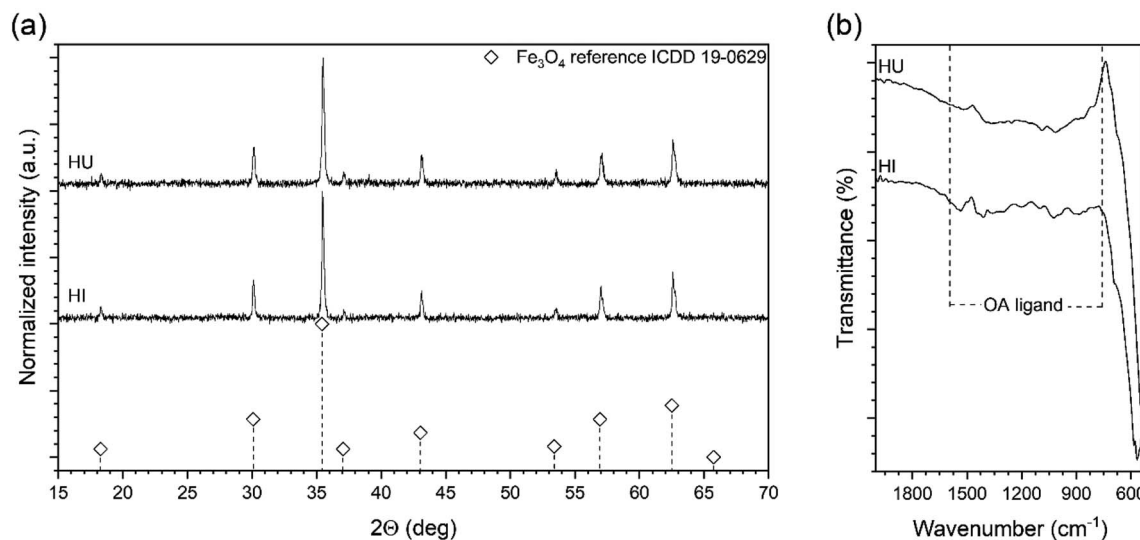 (a)
Fe₃O₄ reference ICDD 19-0629
HU
HI
Normalized intensity (a.u.)
15 20 25 30 35 40 45 50 55 60 65 70
2Θ (deg)
(b)
HU
HI
OA ligand
Transmittance (%)
1800 1500 1200 900 600
Wavenumber (cm⁻¹)